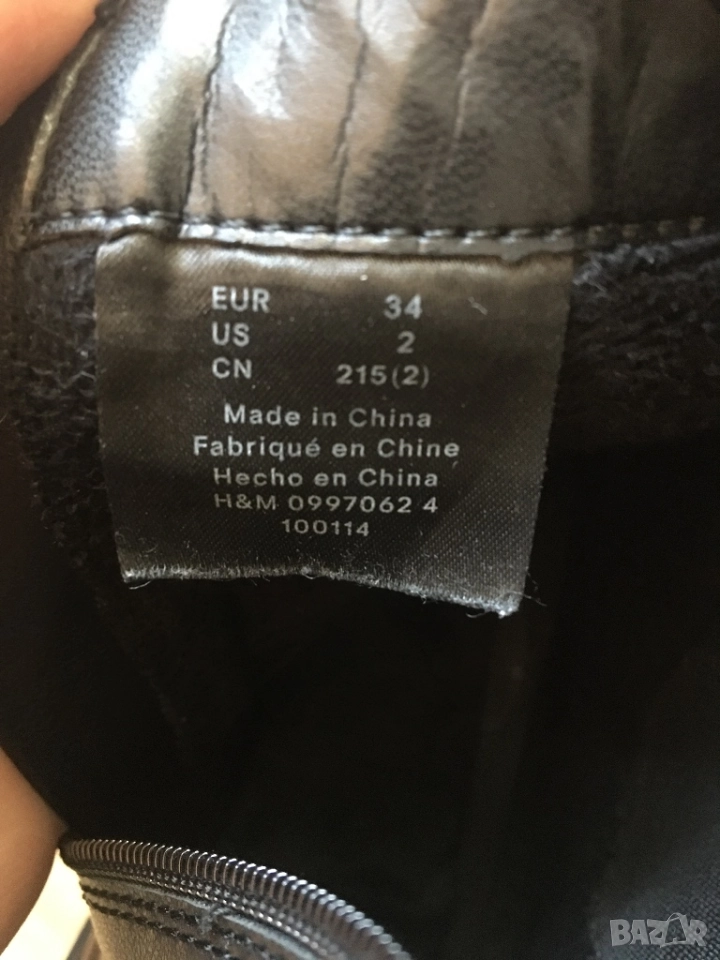 EUR 34
US 2
CN 215(2)
Made in China
Fabriqué en Chine
Hecho en China
H&M 0997062 4
100114
BAZAR